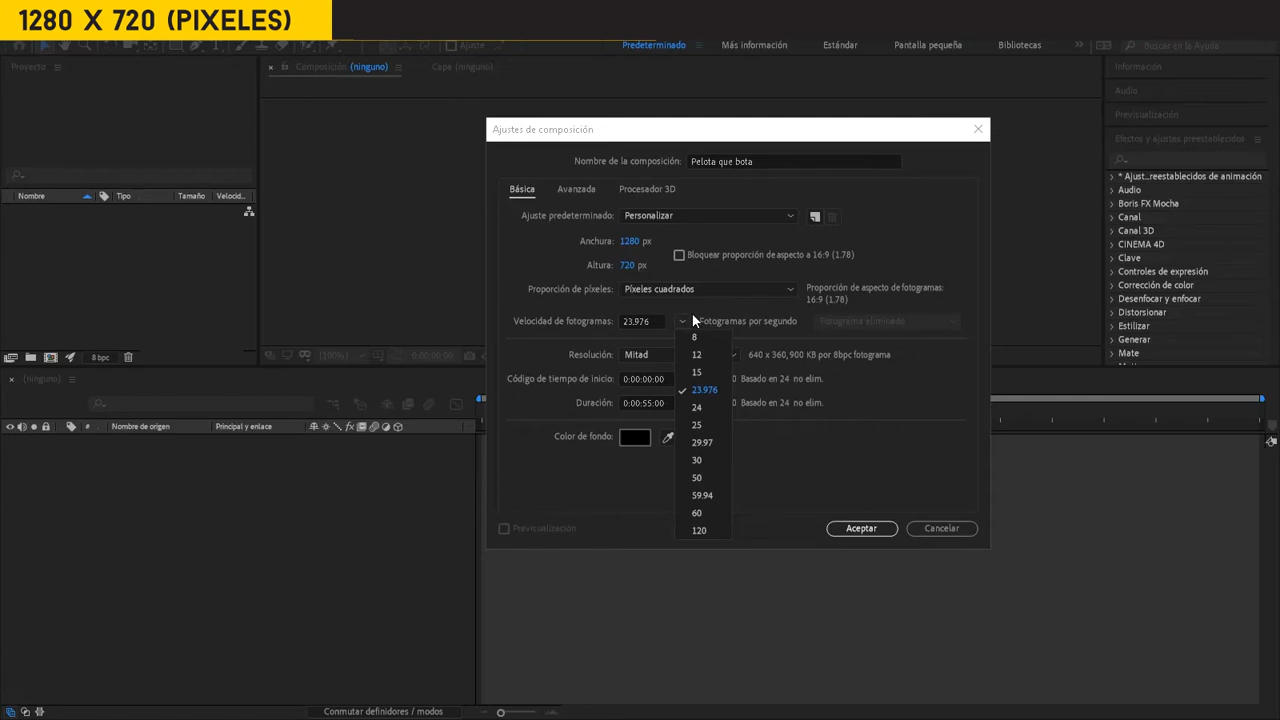 1280 X 720 (PIXELES)
Ajuste
Predeterminado
Más información
Estándar
Pantalla pequeña
Bibliotecas
Buscar en la Ayuda
Proyecto
Composición (ninguno)
Capa (ninguno)
Información
Audio
Previsualización
Efectos y ajustes preestablecidos
Ajustes de composición
Nombre de la composición: Pelota que bota
Básica
Avanzada
Procesador 3D
Ajuste predeterminado: Personalizar
Anchura: 1280 px
Bloquear proporción de aspecto a 16:9 (1.78)
Altura: 720 px
Proporción de píxeles: Píxeles cuadrados
Proporción de aspecto de fotogramas:
16:9 (1,78)
Velocidad de fotogramas: 23.976
Fotogramas por segundo
Fotograma eliminado
8
12
15
23.976
24
25
29.97
30
50
59.94
60
120
Resolución: Mitad
640 x 360, 900 KB por 8bpc fotograma
Código de tiempo de inicio: 0:00:00:00
0 Basado en 24 no elim.
Duración: 0:00:55:00
0 Basado en 24 no elim.
Color de fondo:
Previsualización
Aceptar
Cancelar
Nombre
Tipo
Tamaño
Velocid..
* Ajust...reestablecidos de animación
Audio
Boris FX Mocha
Canal
Canal 3D
CINEMA 4D
Clave
Controles de expresión
Corrección de color
Desenfocar y enfocar
Distorsionar
Estilizar
Generar
Mate
8 bpc
(100%)
0:00:00:00
(ninguno)
#
Nombre de origen
Conmutar definidores / modos